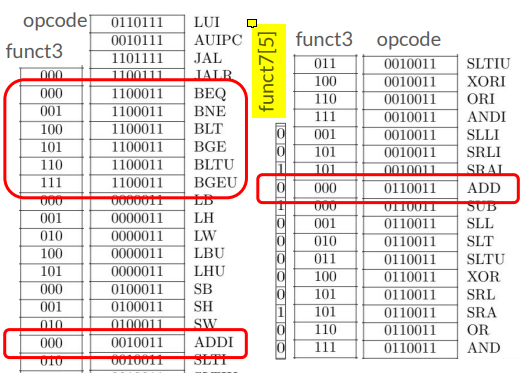 opcode
funct3
0110111 LUI
0010111 AUIPC
1101111 JAL
000 1100111 JALR
000 1100011 BEQ
001 1100011 BNE
100 1100011 BLT
101 1100011 BGE
110 1100011 BLTU
111 1100011 BGEU
000 0000011 LB
001 0000011 LH
010 0000011 LW
100 0000011 LBU
101 0000011 LHU
000 0100011 SB
001 0100011 SH
010 0100011 SW
000 0010011 ADDI
010 0010011 SLTI
funct7[5]
funct3 opcode
011 0010011 SLTIU
100 0010011 XORI
110 0010011 ORI
111 0010011 ANDI
0 001 0010011 SLLI
0 101 0010011 SRLI
1 101 0010011 SRAI
0 000 0110011 ADD
1 000 0110011 SUB
0 001 0110011 SLL
0 010 0110011 SLT
0 011 0110011 SLTU
0 100 0110011 XOR
0 101 0110011 SRL
1 101 0110011 SRA
0 110 0110011 OR
0 111 0110011 AND